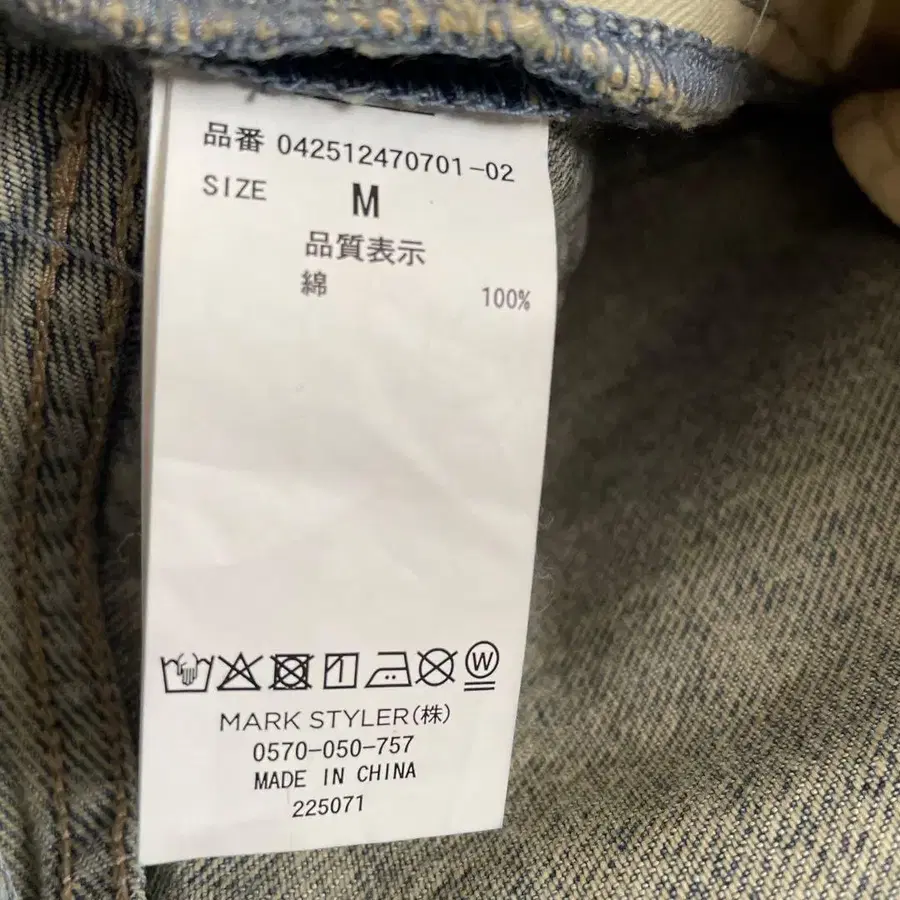 品番 042512470701-02
SIZE M
品質表示
綿 100%
W
MARK STYLER(株)
0570-050-757
MADE IN CHINA
225071